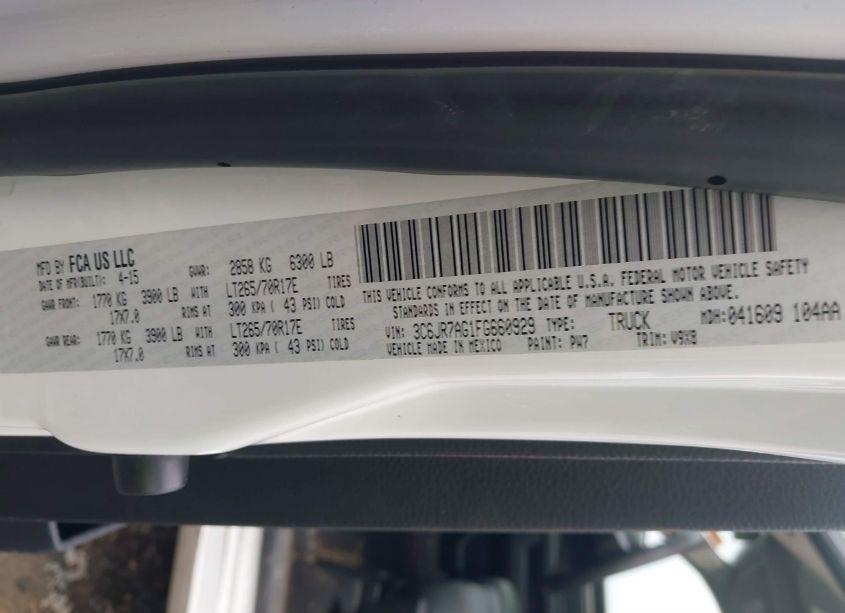 MFD BY FCA US LLC
DATE OF MFR(BUILT): 4-15 GVWR: 2858 KG 6300 LB
GAWR FRONT: 1770 KG 3900 LB WITH LT265/70R17E TIRES
17X7.0 RIMS AT 300 KPA ( 43 PSI) COLD
GAWR REAR: 1770 KG 3900 LB WITH LT265/70R17E TIRES
17X7.0 RIMS AT 300 KPA ( 43 PSI) COLD
THIS VEHICLE CONFORMS TO ALL APPLICABLE U.S.A. FEDERAL MOTOR VEHICLE SAFETY
STANDARDS IN EFFECT ON THE DATE OF MANUFACTURE SHOWN ABOVE.
VIN: 3C6JR7AG1FG660929 TYPE: TRUCK MDH: 041609 104AA
VEHICLE MADE IN MEXICO PAINT: PW7 TRIM: V9X8